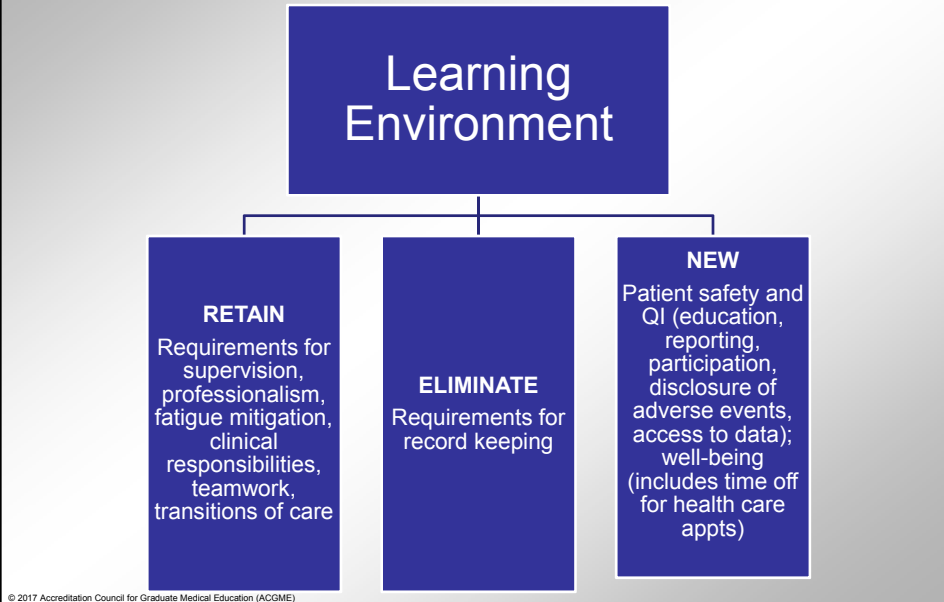 Learning
Environment
RETAIN
Requirements for
supervision,
professionalism,
fatigue mitigation,
clinical
responsibilities,
teamwork,
transitions of care
ELIMINATE
Requirements for
record keeping
NEW
Patient safety and
QI (education,
reporting,
participation,
disclosure of
adverse events,
access to data);
well-being
(includes time off
for health care
appts)
© 2017 Accreditation Council for Graduate Medical Education (ACGME)